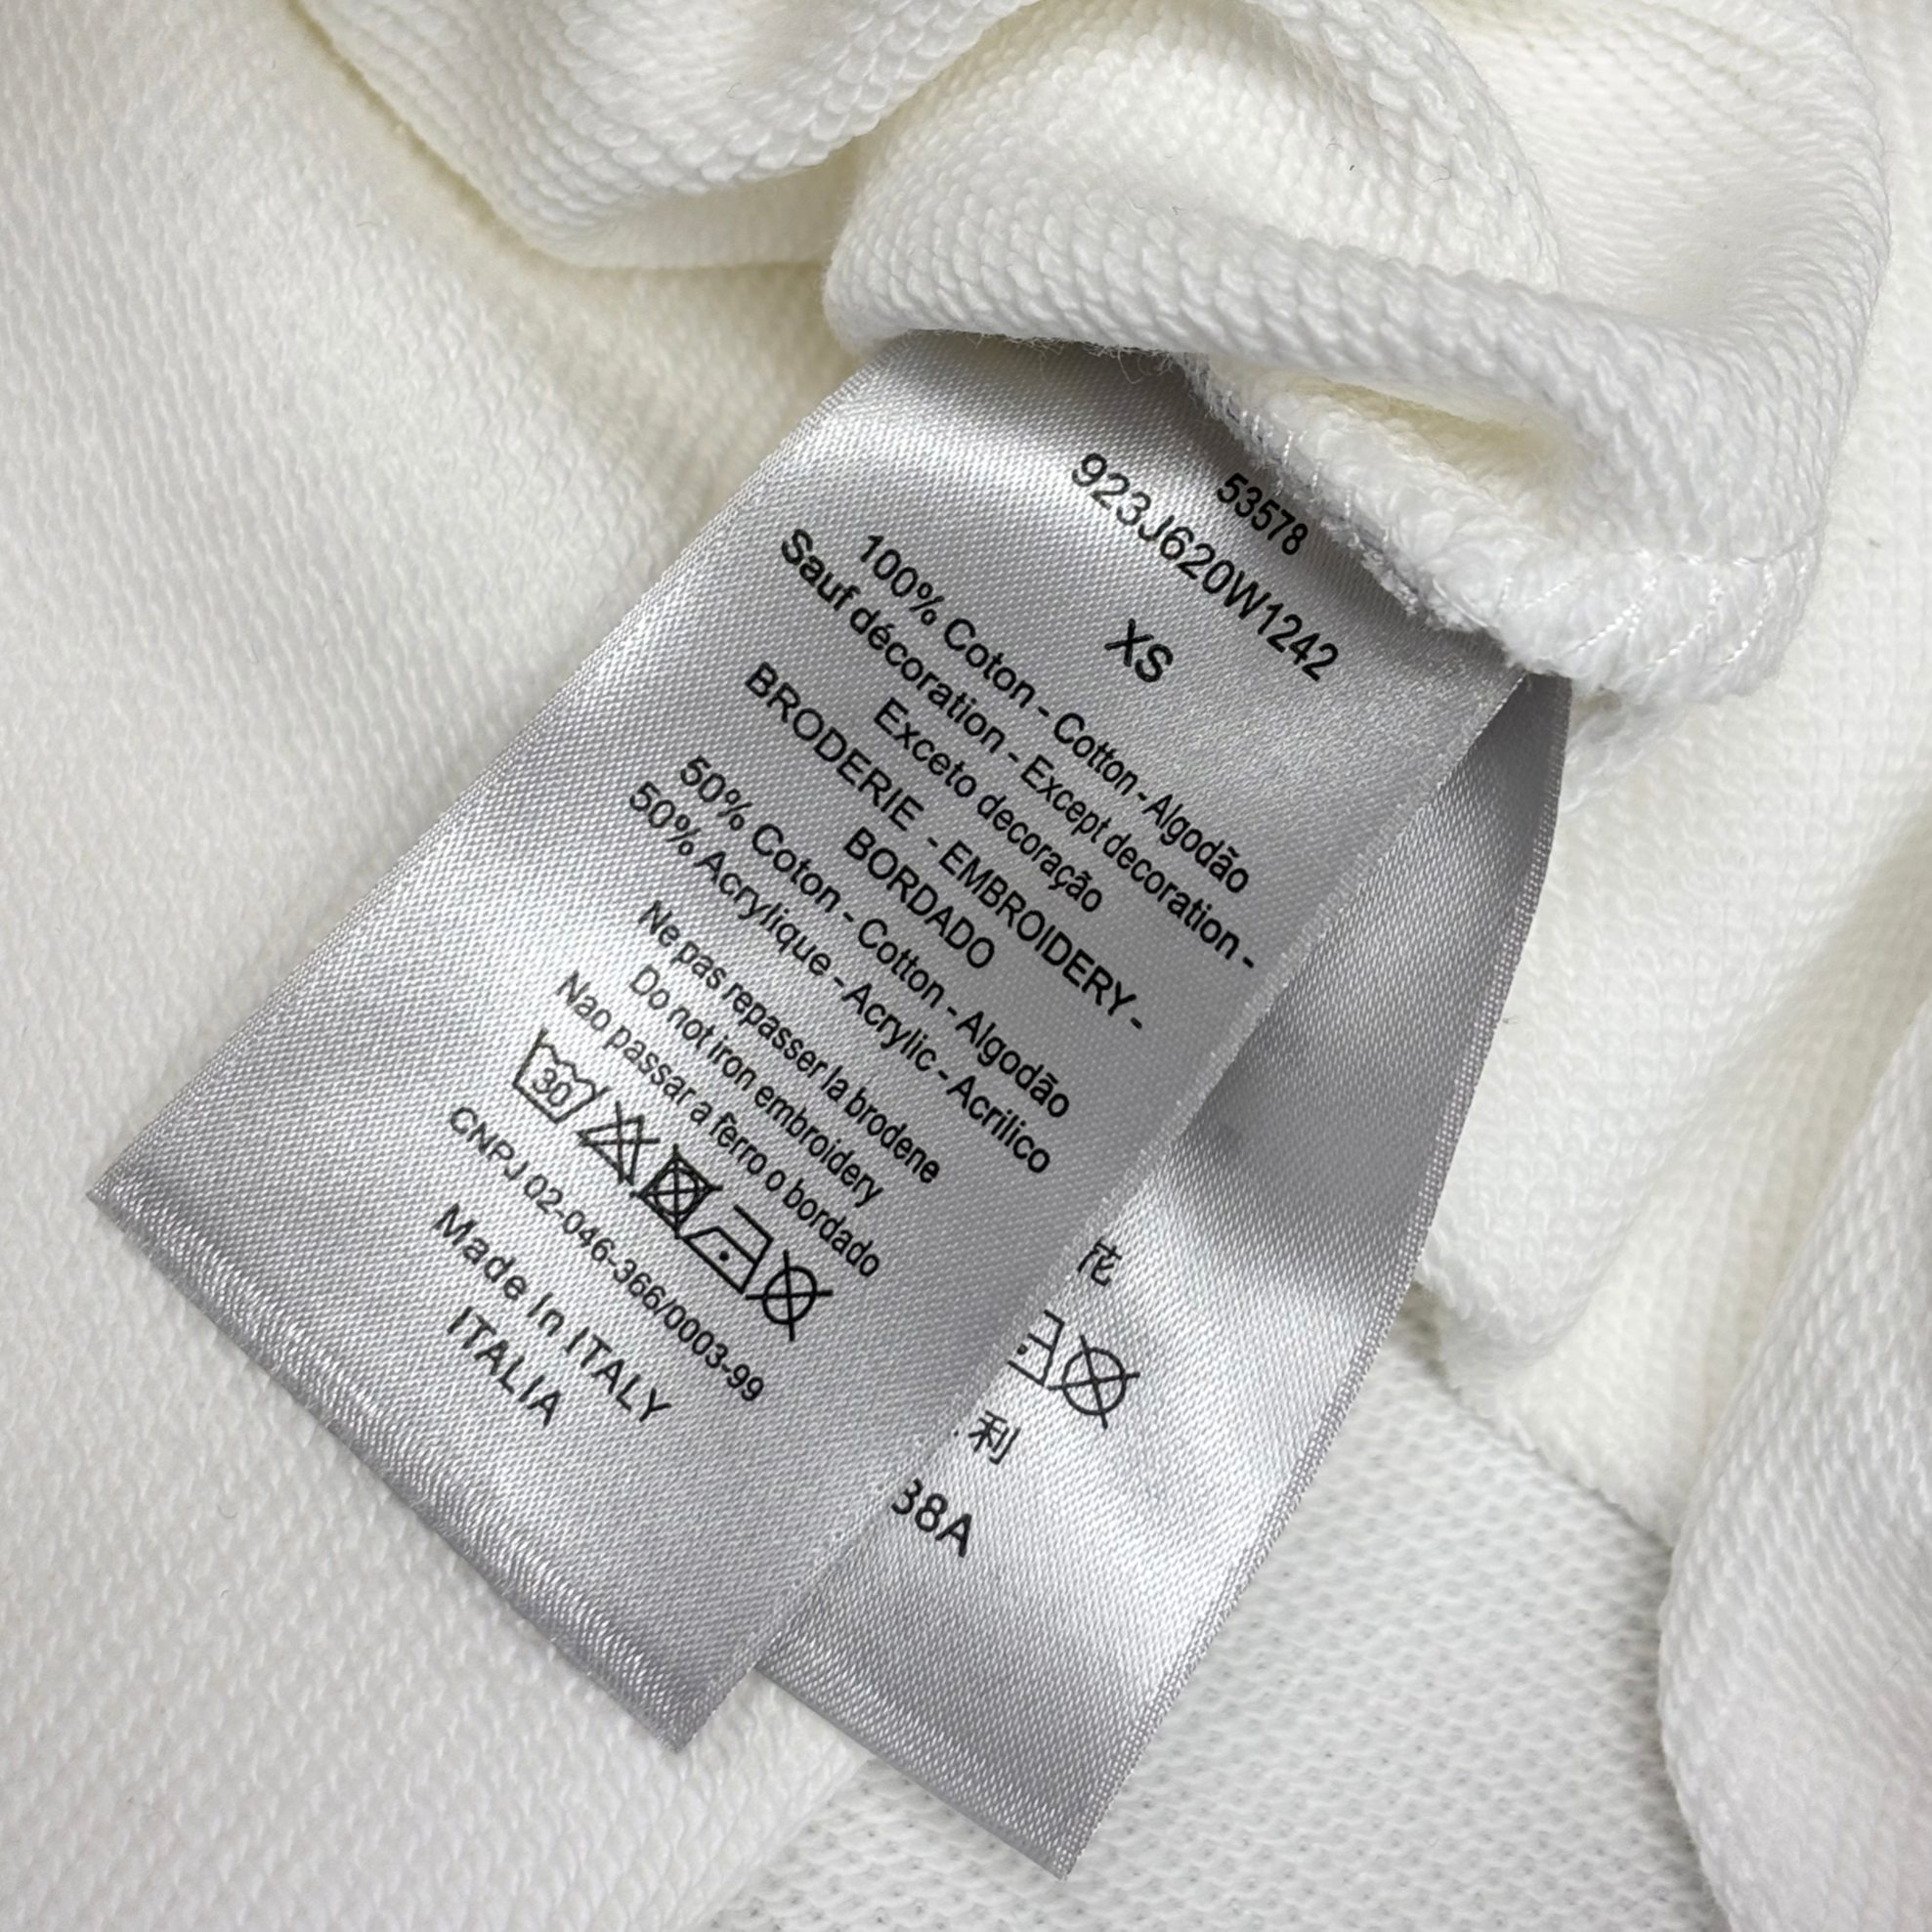 53578
923J620W1242
XS
100% Coton - Cotton - Algodão
Sauf décoration - Except decoration -
Exceto decoração
BRODERIE - EMBROIDERY -
BORDADO
50% Coton - Cotton - Algodão
50% Acrylique - Acrylic - Acrilico
Ne pas repasser la brodene
Do not iron embroidery
Nao passar a ferro o bordado
30
CNPJ 02-046-366/0003-99
Made In ITALY
ITALIA
花
利
38A